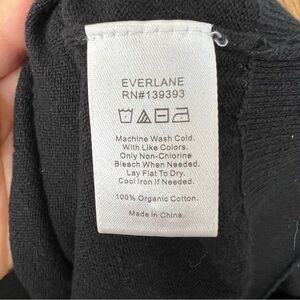 EVERLANE
RN#139393
Machine Wash Cold.
With Like Colors.
Only Non-Chlorine
Bleach When Needed.
Lay Flat To Dry.
Cool Iron If Needed.
100% Organic Cotton.
Made in China.